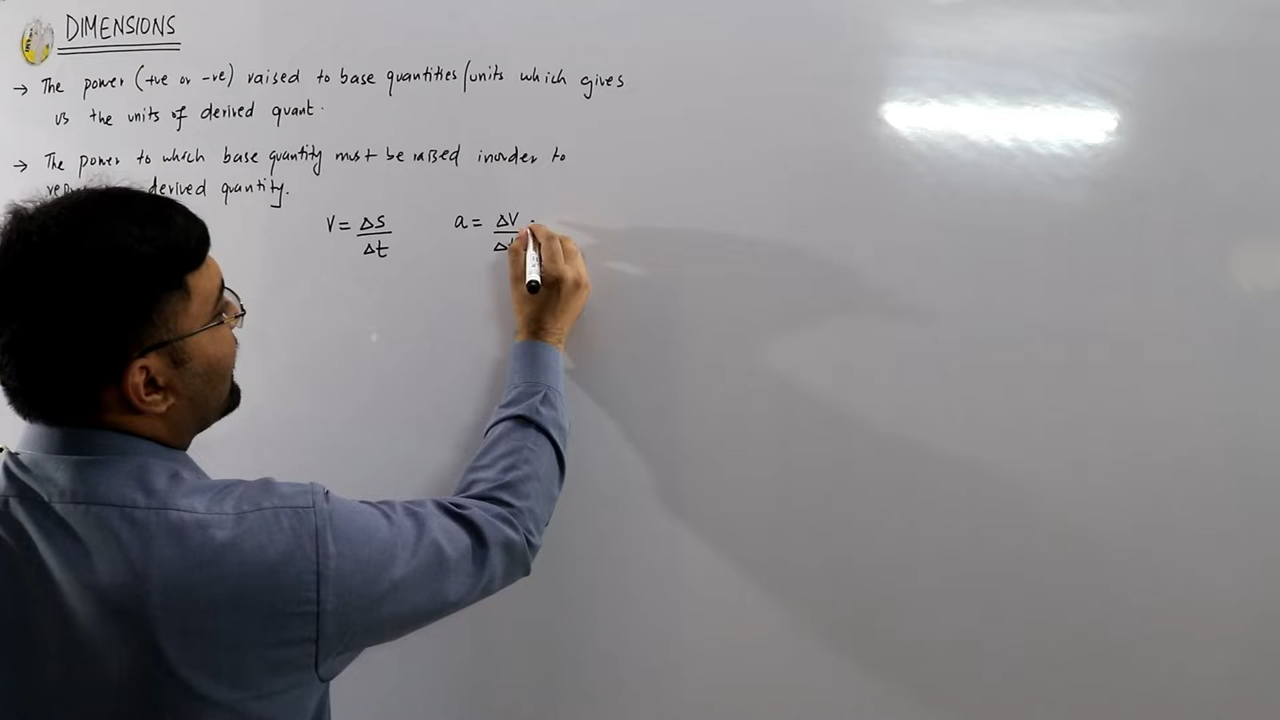 DIMENSIONS
→ The power (+ve or -ve) raised to base quantities/units which gives
us the units of derived quant.
→ The power to which base quantity must be raised inorder to
derived quantity.
V = ΔS/Δt a = ΔV/Δt